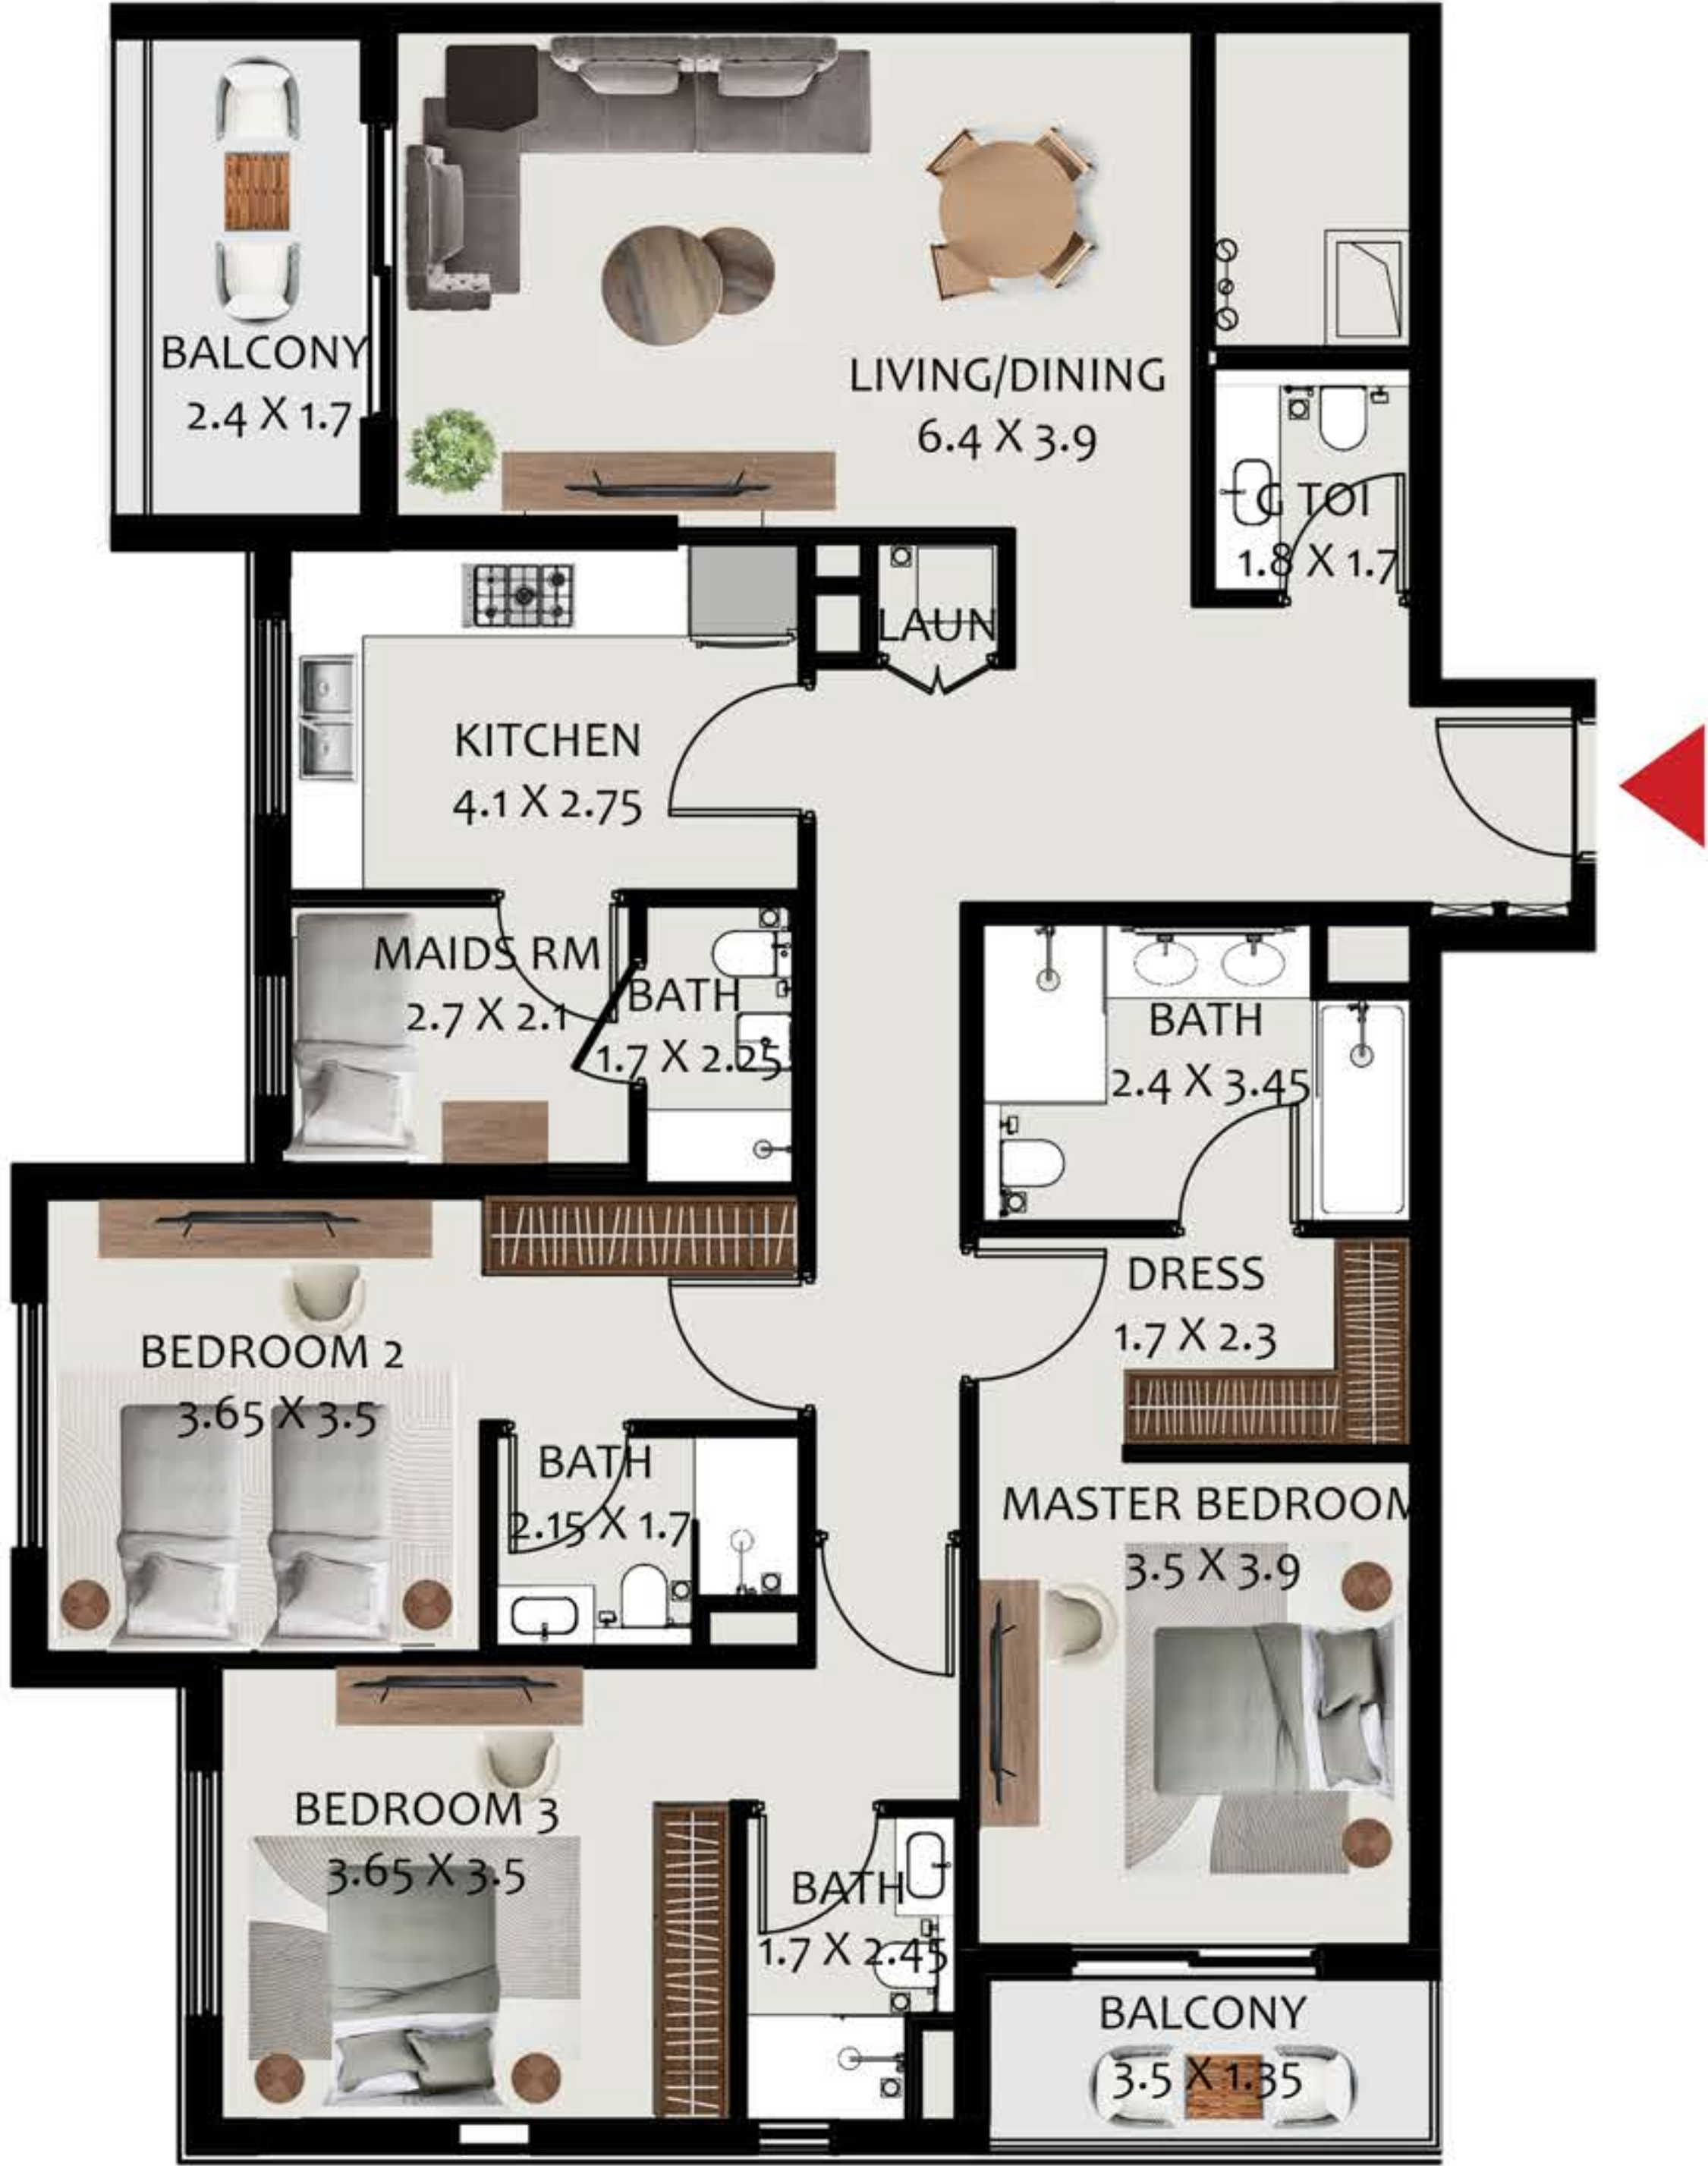 BALCONY
2.4 X 1.7
LIVING/DINING
6.4 X 3.9
G TOI
1.8 X 1.7
LAUN
KITCHEN
4.1 X 2.75
MAIDS RM
2.7 X 2.1
BATH
1.7 X 2.25
BATH
2.4 X 3.45
DRESS
1.7 X 2.3
BEDROOM 2
3.65 X 3.5
BATH
2.15 X 1.7
MASTER BEDROOM
3.5 X 3.9
BEDROOM 3
3.65 X 3.5
BATH
1.7 X 2.45
BALCONY
3.5 X 1.35